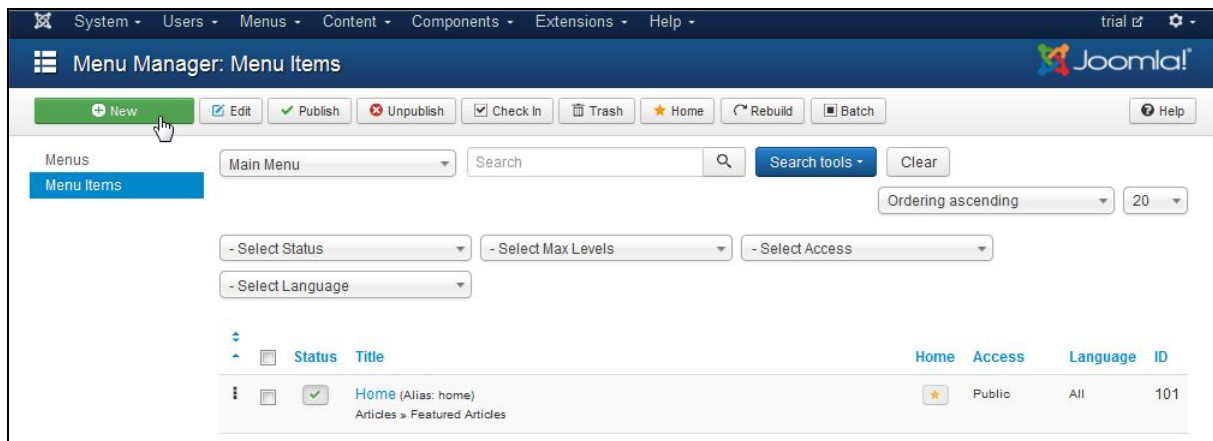 System Users Menus Content Components Extensions Help trial
Menu Manager: Menu Items Joomla!
New Edit Publish Unpublish Check In Trash Home Rebuild Batch Help
Menus
Menu Items
Main Menu Search Search tools Clear
Ordering ascending 20
- Select Status - Select Max Levels - Select Access
- Select Language
Status Title Home Access Language ID
Home (Alias: home) Public All 101
Articles » Featured Articles